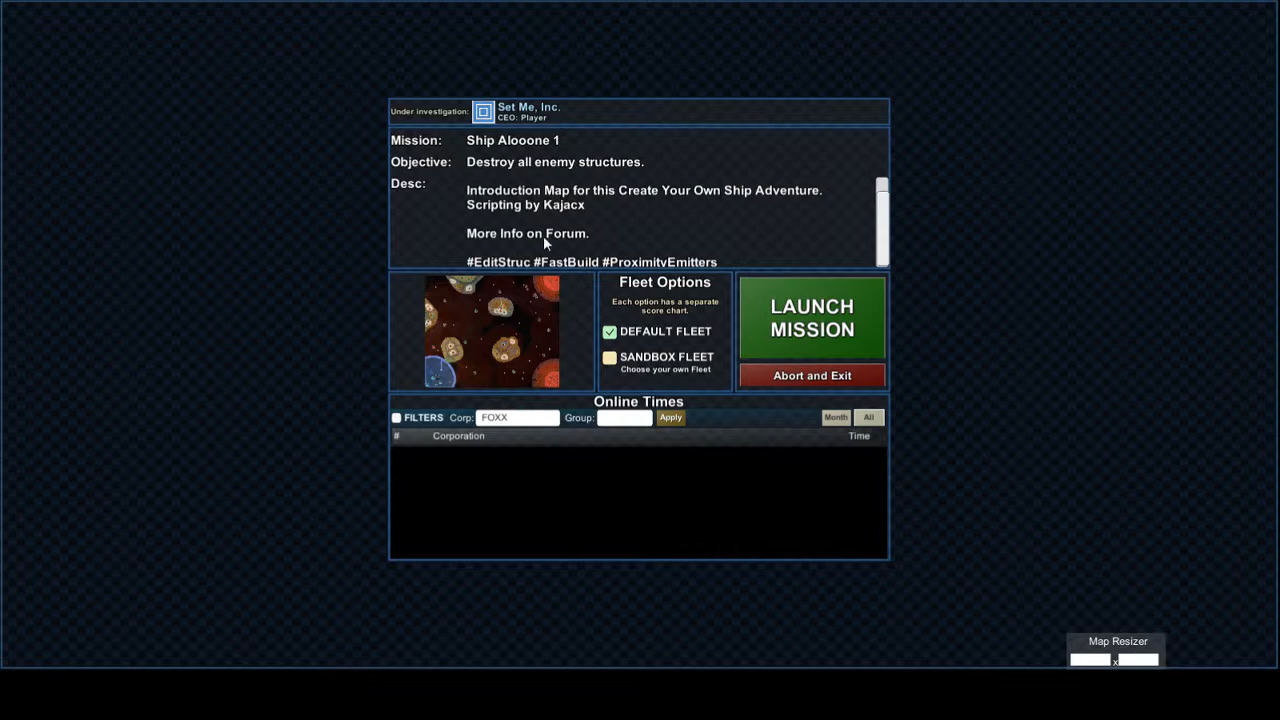 Under investigation: Set Me, Inc.
CEO: Player
Mission: Ship Alooone 1
Objective: Destroy all enemy structures.
Desc: Introduction Map for this Create Your Own Ship Adventure.
Scripting by Kajacx
More Info on Forum.
#EditStruc #FastBuild #ProximityEmitters
Fleet Options
Each option has a separate
score chart.
DEFAULT FLEET
SANDBOX FLEET
Choose your own Fleet
LAUNCH
MISSION
Abort and Exit
Online Times
FILTERS Corp: FOXX Group: Apply Month All
# Corporation Time
Map Resizer
x